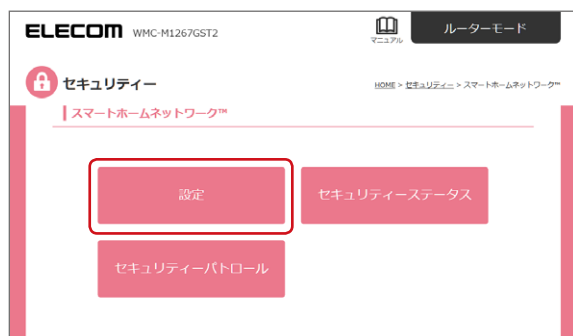 ELECOM WMC-M1267GST2
マニュアル
ルーターモード
セキュリティー
HOME > セキュリティー > スマートホームネットワーク™
スマートホームネットワーク™
設定
セキュリティーステータス
セキュリティーパトロール